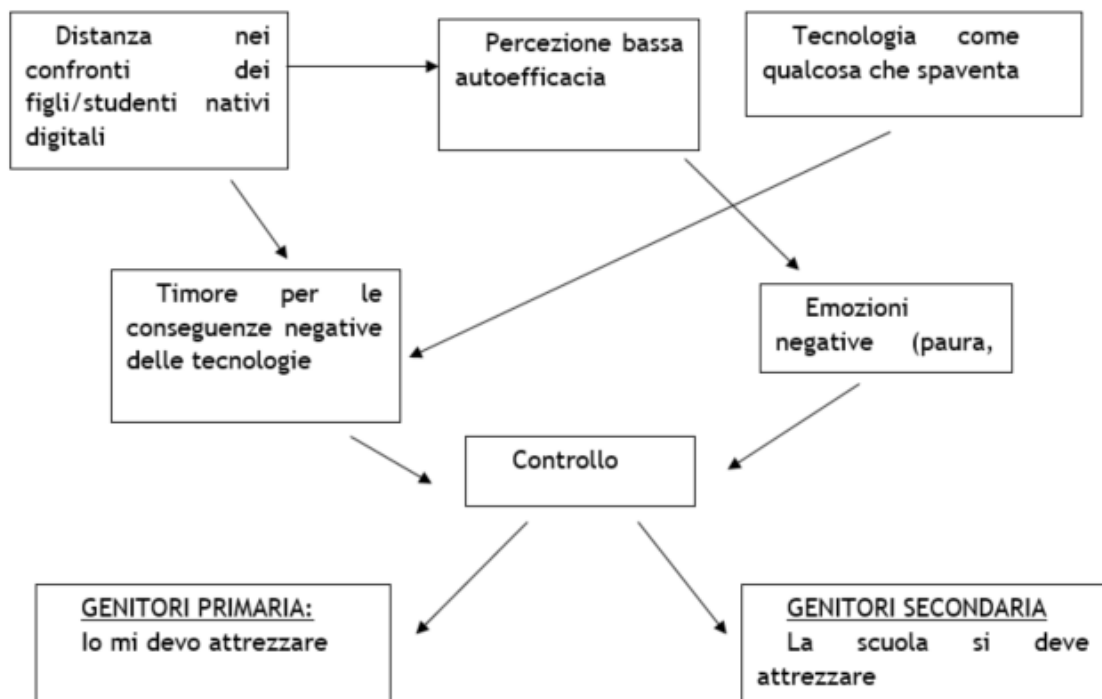 Distanza nei
confronti dei
figli/studenti nativi
digitali
Percezione bassa
autoefficacia
Tecnologia come
qualcosa che spaventa
Timore per le
conseguenze negative
delle tecnologie
Emozioni
negative (paura,
Controllo
GENITORI PRIMARIA:
Io mi devo attrezzare
GENITORI SECONDARIA
La scuola si deve
attrezzare